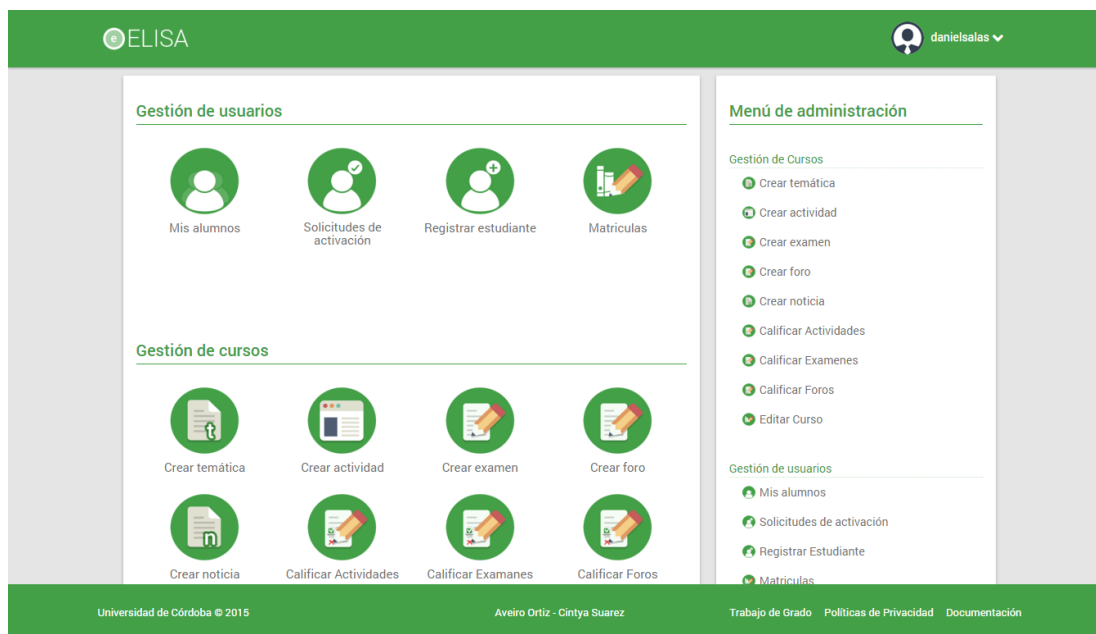 e ELISA
danielsalas
Gestión de usuarios
Mis alumnos
Solicitudes de
activación
Registrar estudiante
Matriculas
Gestión de cursos
t
Crear temática
Crear actividad
Crear examen
Crear foro
n
Crear noticia
Calificar Actividades
Calificar Examanes
Calificar Foros
Menú de administración
Gestión de Cursos
Crear temática
Crear actividad
Crear examen
Crear foro
Crear noticia
Calificar Actividades
Calificar Examenes
Calificar Foros
Editar Curso
Gestión de usuarios
Mis alumnos
Solicitudes de activación
Registrar Estudiante
Matriculas
Universidad de Córdoba © 2015
Aveiro Ortiz - Cintya Suarez
Trabajo de Grado Políticas de Privacidad Documentación